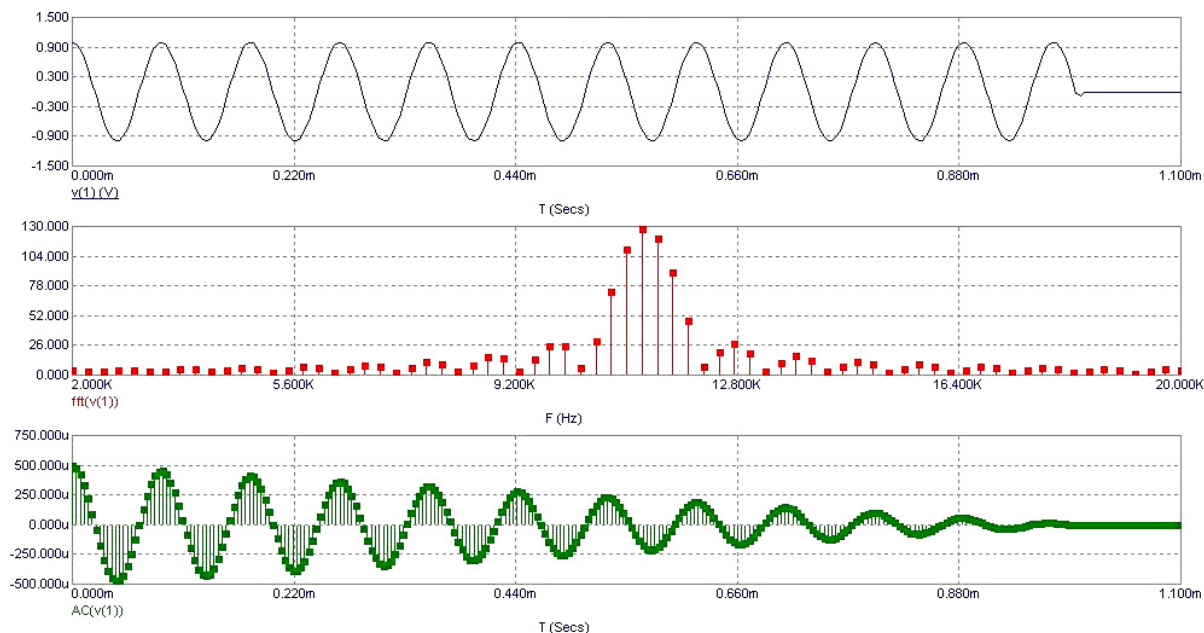 1.500
0.900
0.300
-0.300
-0.900
-1.500
0.000m 0.220m 0.440m 0.660m 0.880m 1.100m
v(1) (V)
T (Secs)
130.000
104.000
78.000
52.000
26.000
0.000
2.000K 5.600K 9.200K 12.800K 16.400K 20.000K
fft(v(1))
F (Hz)
750.000u
500.000u
250.000u
0.000u
-250.000u
-500.000u
0.000m 0.220m 0.440m 0.660m 0.880m 1.100m
AC(v(1))
T (Secs)